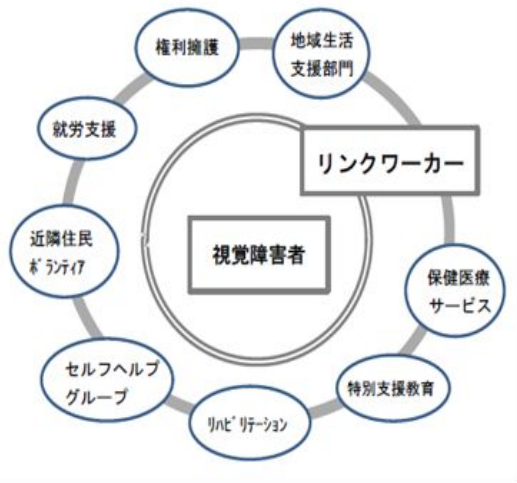 権利擁護
地域生活
支援部門
就労支援
リンクワーカー
近隣住民
ﾎﾞﾗﾝﾃｨｱ
視覚障害者
保健医療
サービス
セルフヘルプ
グループ
ﾘﾊﾋﾞﾘﾃｰｼｮﾝ
特別支援教育